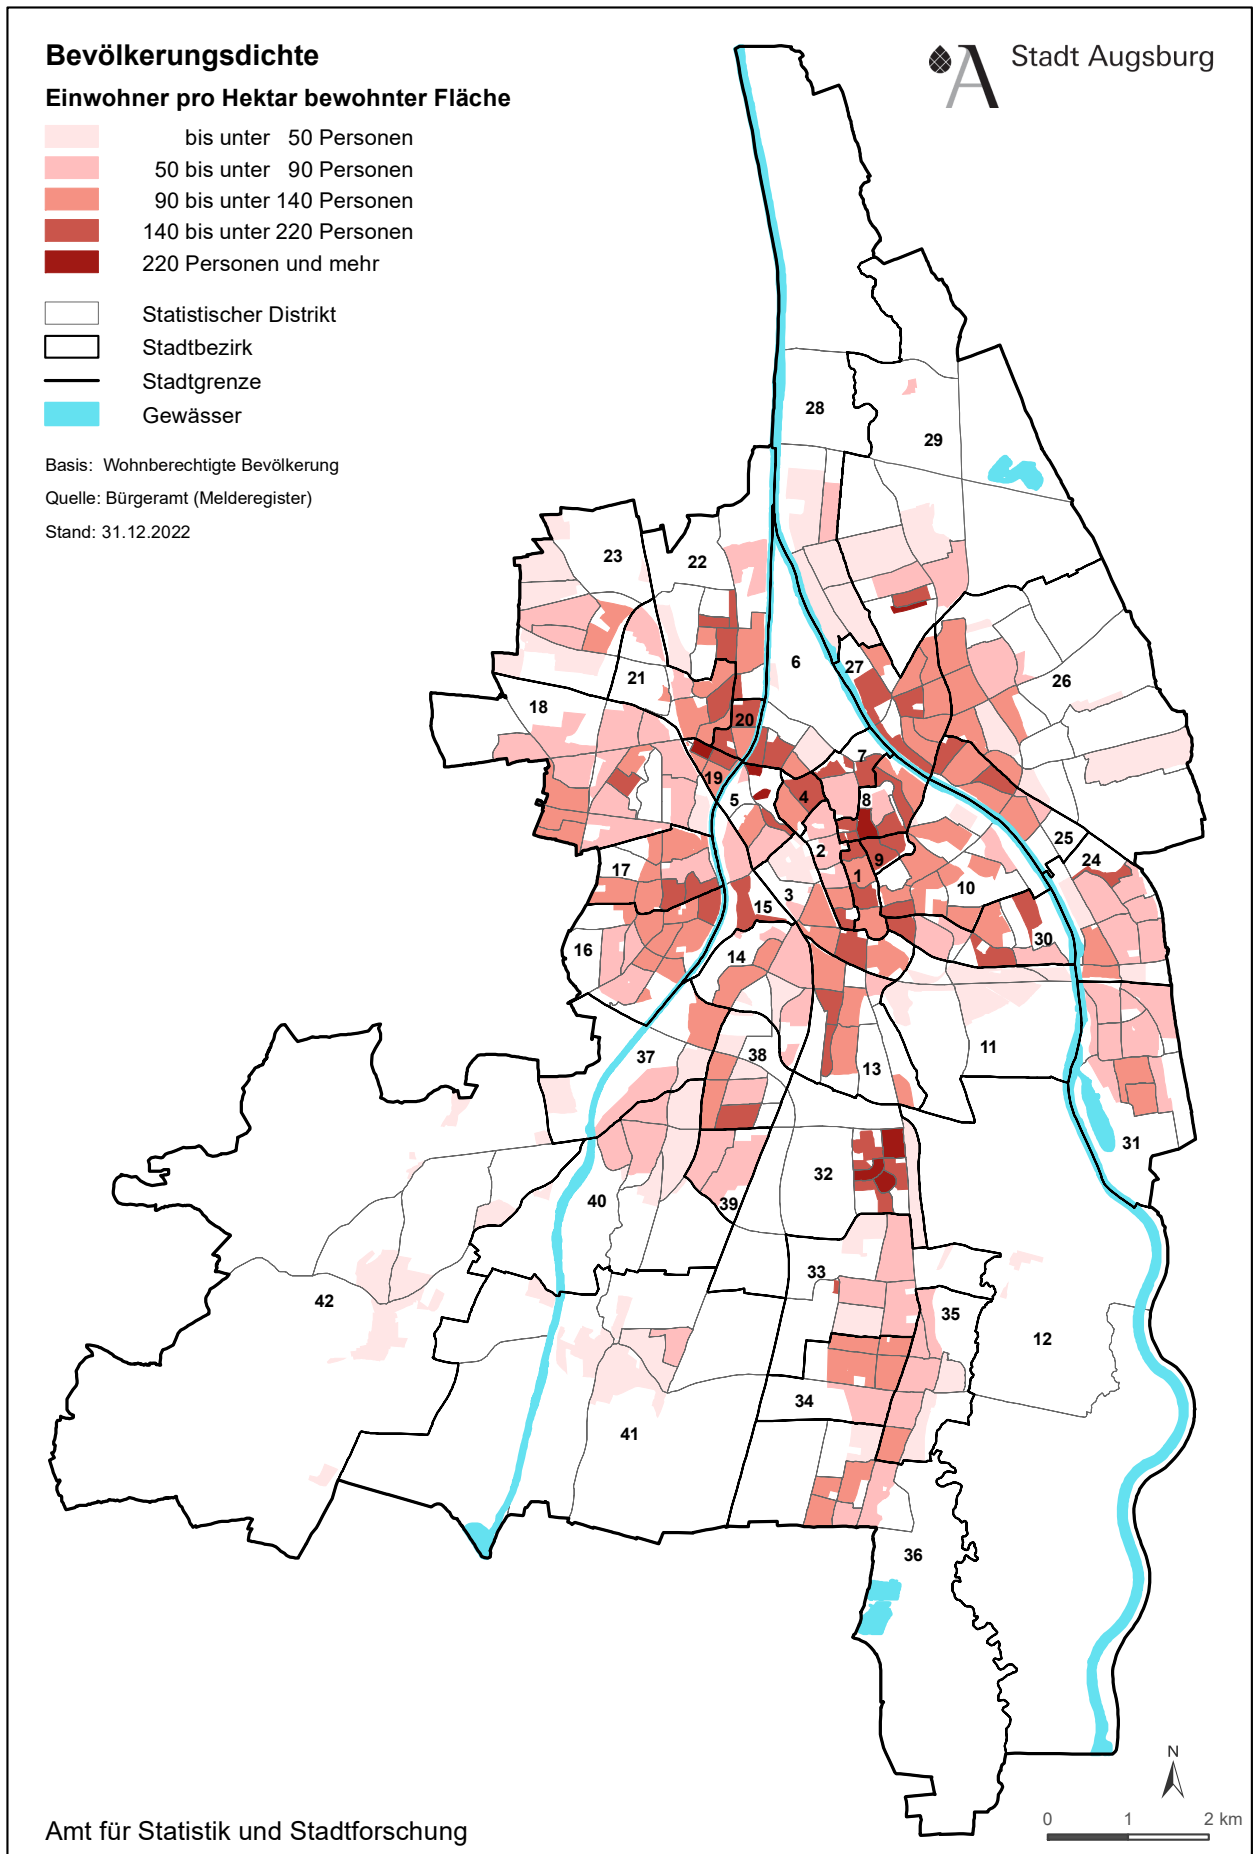 Bevölkerungsdichte
Einwohner pro Hektar bewohnter Fläche
bis unter 50 Personen
50 bis unter 90 Personen
90 bis unter 140 Personen
140 bis unter 220 Personen
220 Personen und mehr
Statistischer Distrikt
Stadtbezirk
Stadtgrenze
Gewässer
Basis: Wohnberechtigte Bevölkerung
Quelle: Bürgeramt (Melderegister)
Stand: 31.12.2022
A Stadt Augsburg
28
29
23
22
6
27
21
26
18
20
7
19
5
4
8
25
2
9
24
17
1
10
3
15
30
16
14
11
37
38
13
31
32
40
39
33
42
35
12
34
41
36
N
0 1 2 km
Amt für Statistik und Stadtforschung